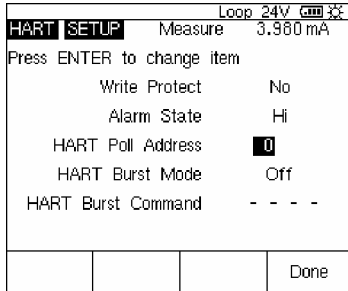 Loop 24V
HART SETUP Measure 3.980 mA
Press ENTER to change item
Write Protect No
Alarm State Hi
HART Poll Address 0
HART Burst Mode Off
HART Burst Command - - - -
Done